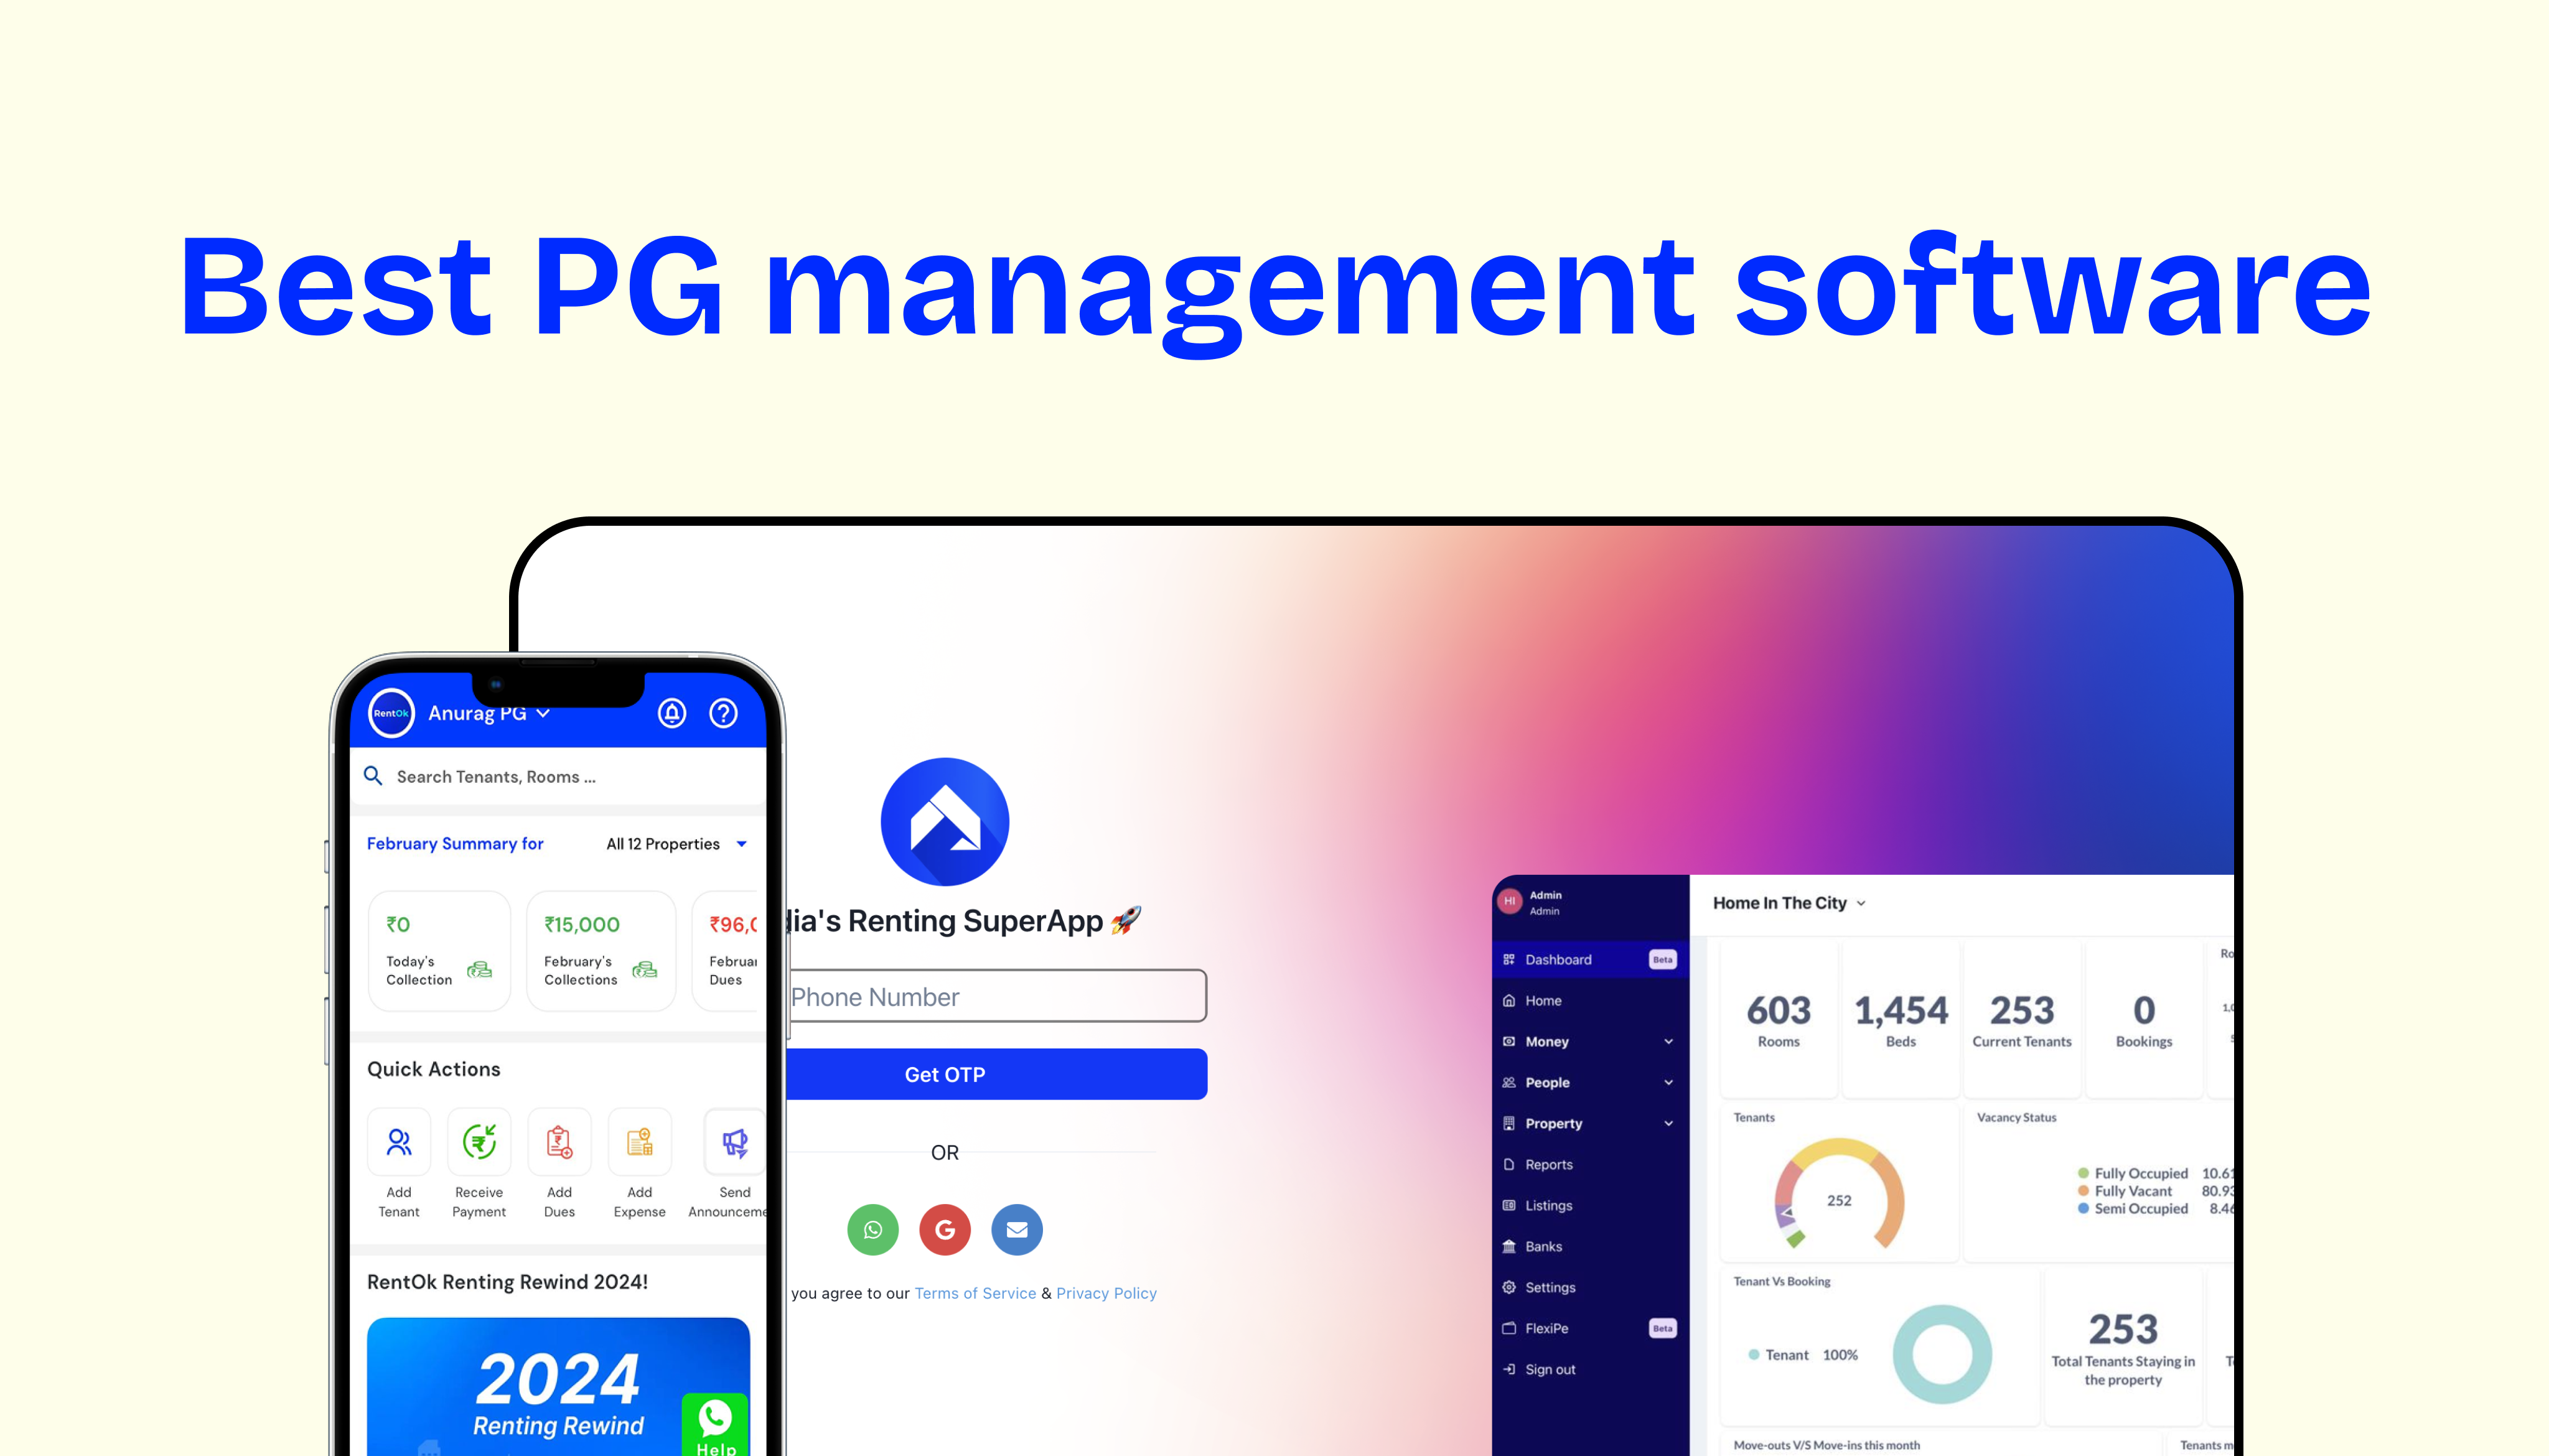 Best PG management software
RentOk
Anurag PG
Search Tenants, Rooms ...
February Summary for
All 12 Properties
₹0
Today's
Collection
₹15,000
February's
Collections
₹96,0
Februar
Dues
Quick Actions
Add
Tenant
Receive
Payment
Add
Dues
Add
Expense
Send
Announceme
RentOk Renting Rewind 2024!
2024
Renting Rewind
Help
dia's Renting SuperApp 🚀
Phone Number
Get OTP
OR
you agree to our Terms of Service & Privacy Policy
HI
Admin
Admin
Dashboard Beta
Home
Money
People
Property
Reports
Listings
Banks
Settings
FlexiPe Beta
Sign out
Home In The City
603
Rooms
1,454
Beds
253
Current Tenants
0
Bookings
Ro
Tenants
252
Vacancy Status
Fully Occupied 10.61
Fully Vacant 80.93
Semi Occupied 8.46
Tenant Vs Booking
Tenant 100%
253
Total Tenants Staying in
the property
Move-outs V/S Move-ins this month
Tenants m